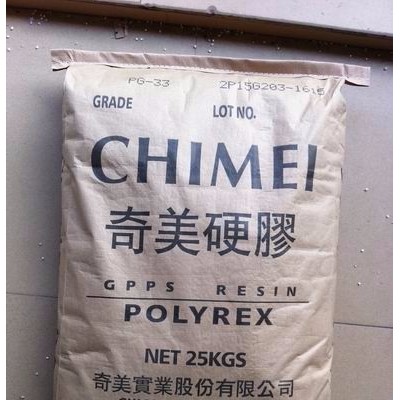 PG-33 2P15G203-1615
GRADE LOT NO.
CHIMEI
奇美硬膠
GPPS RESIN
POLYREX
NET 25KGS
奇美實業股份有限公司